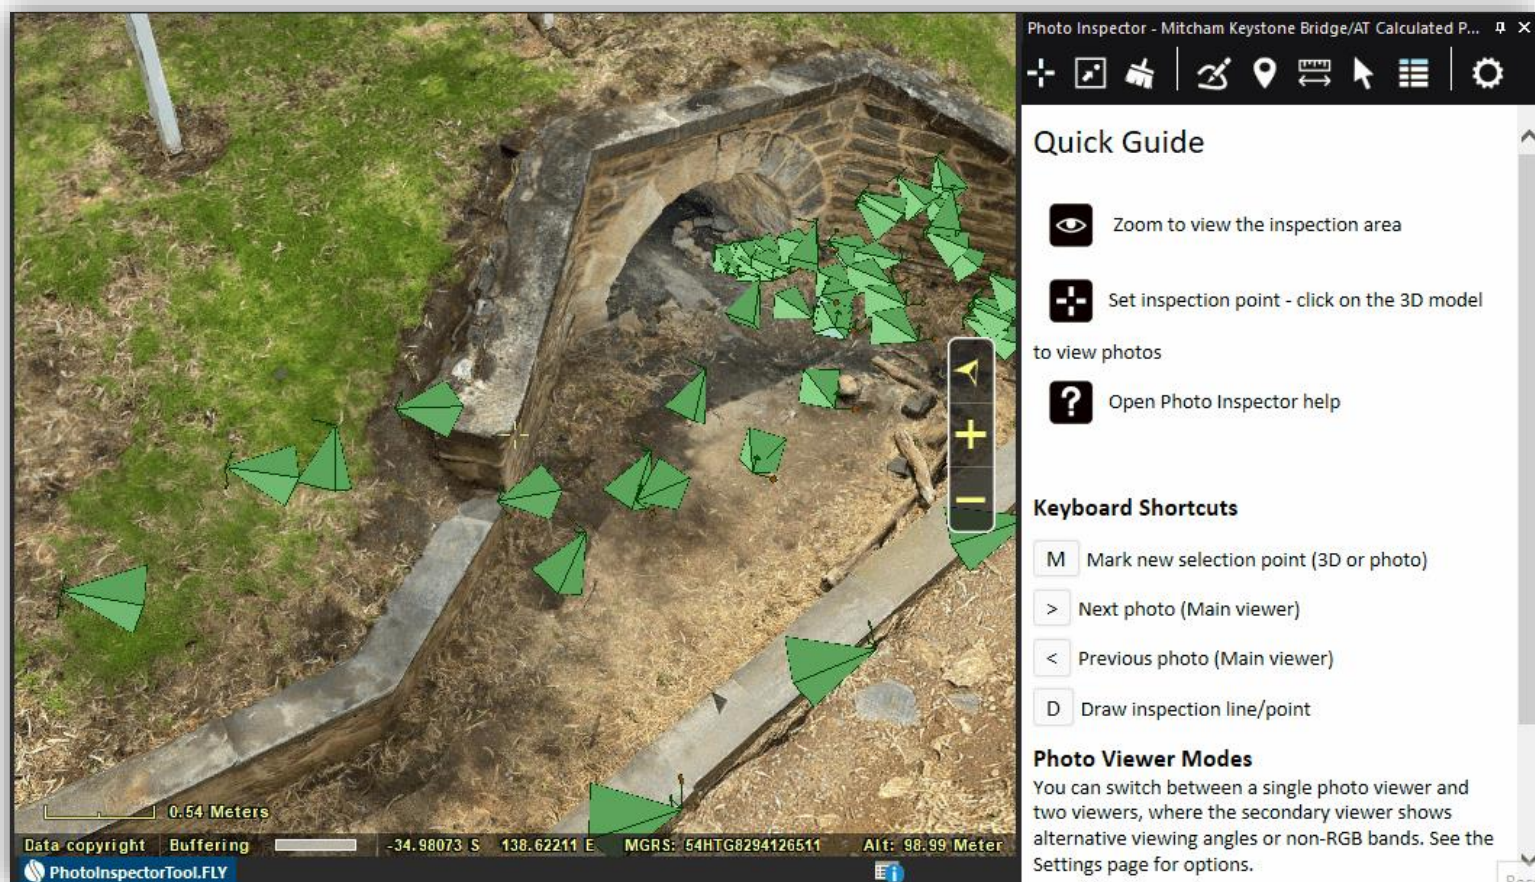 Photo Inspector - Mitcham Keystone Bridge/AT Calculated P...
Quick Guide
Zoom to view the inspection area
Set inspection point - click on the 3D model
to view photos
?
Open Photo Inspector help
Keyboard Shortcuts
M Mark new selection point (3D or photo)
> Next photo (Main viewer)
< Previous photo (Main viewer)
D Draw inspection line/point
Photo Viewer Modes
You can switch between a single photo viewer and
two viewers, where the secondary viewer shows
alternative viewing angles or non-RGB bands. See the
Settings page for options.
0.54 Meters
Data copyright Buffering -34.98073 S 138.62211 E MGRS: 54HTG8294126511 Alt: 98.99 Meter
PhotoInspectorTool.FLY